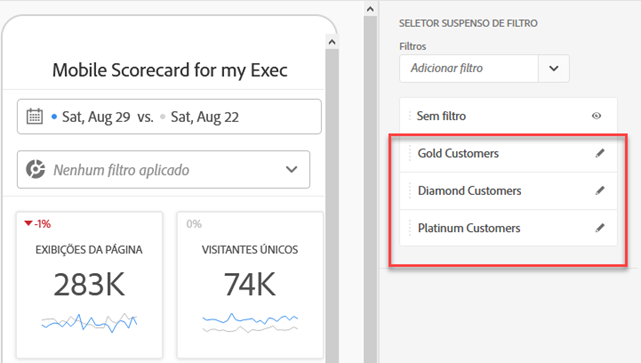 Mobile Scorecard for my Exec
Sat, Aug 29 vs. Sat, Aug 22
Nenhum filtro aplicado
-1%
EXIBIÇÕES DA PÁGINA
283K
0%
VISITANTES ÚNICOS
74K
SELETOR SUSPENSO DE FILTRO
Filtros
Adicionar filtro
Sem filtro
Gold Customers
Diamond Customers
Platinum Customers